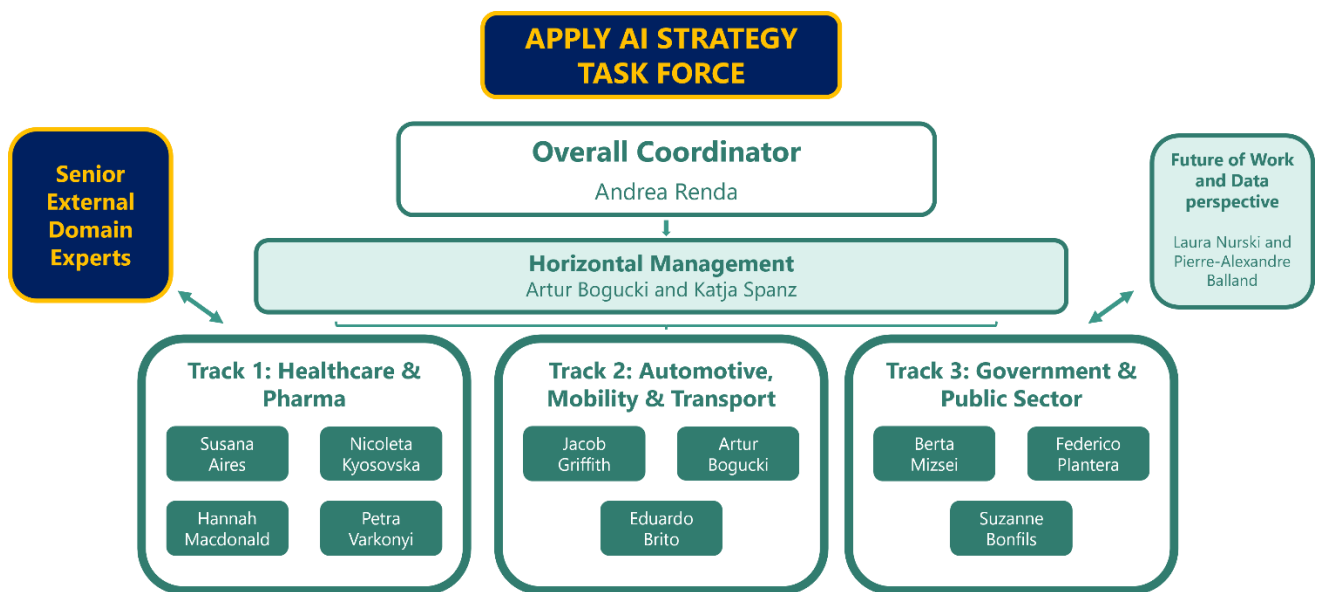 APPLY AI STRATEGY
TASK FORCE
Overall Coordinator
Andrea Renda
Senior
External
Domain
Experts
Future of Work
and Data
perspective
Laura Nurski and
Pierre-Alexandre
Balland
Horizontal Management
Artur Bogucki and Katja Spanz
Track 1: Healthcare &
Pharma
Susana
Aires
Nicoleta
Kyosovska
Hannah
Macdonald
Petra
Varkonyi
Track 2: Automotive,
Mobility & Transport
Jacob
Griffith
Artur
Bogucki
Eduardo
Brito
Track 3: Government &
Public Sector
Berta
Mizsei
Federico
Plantera
Suzanne
Bonfils